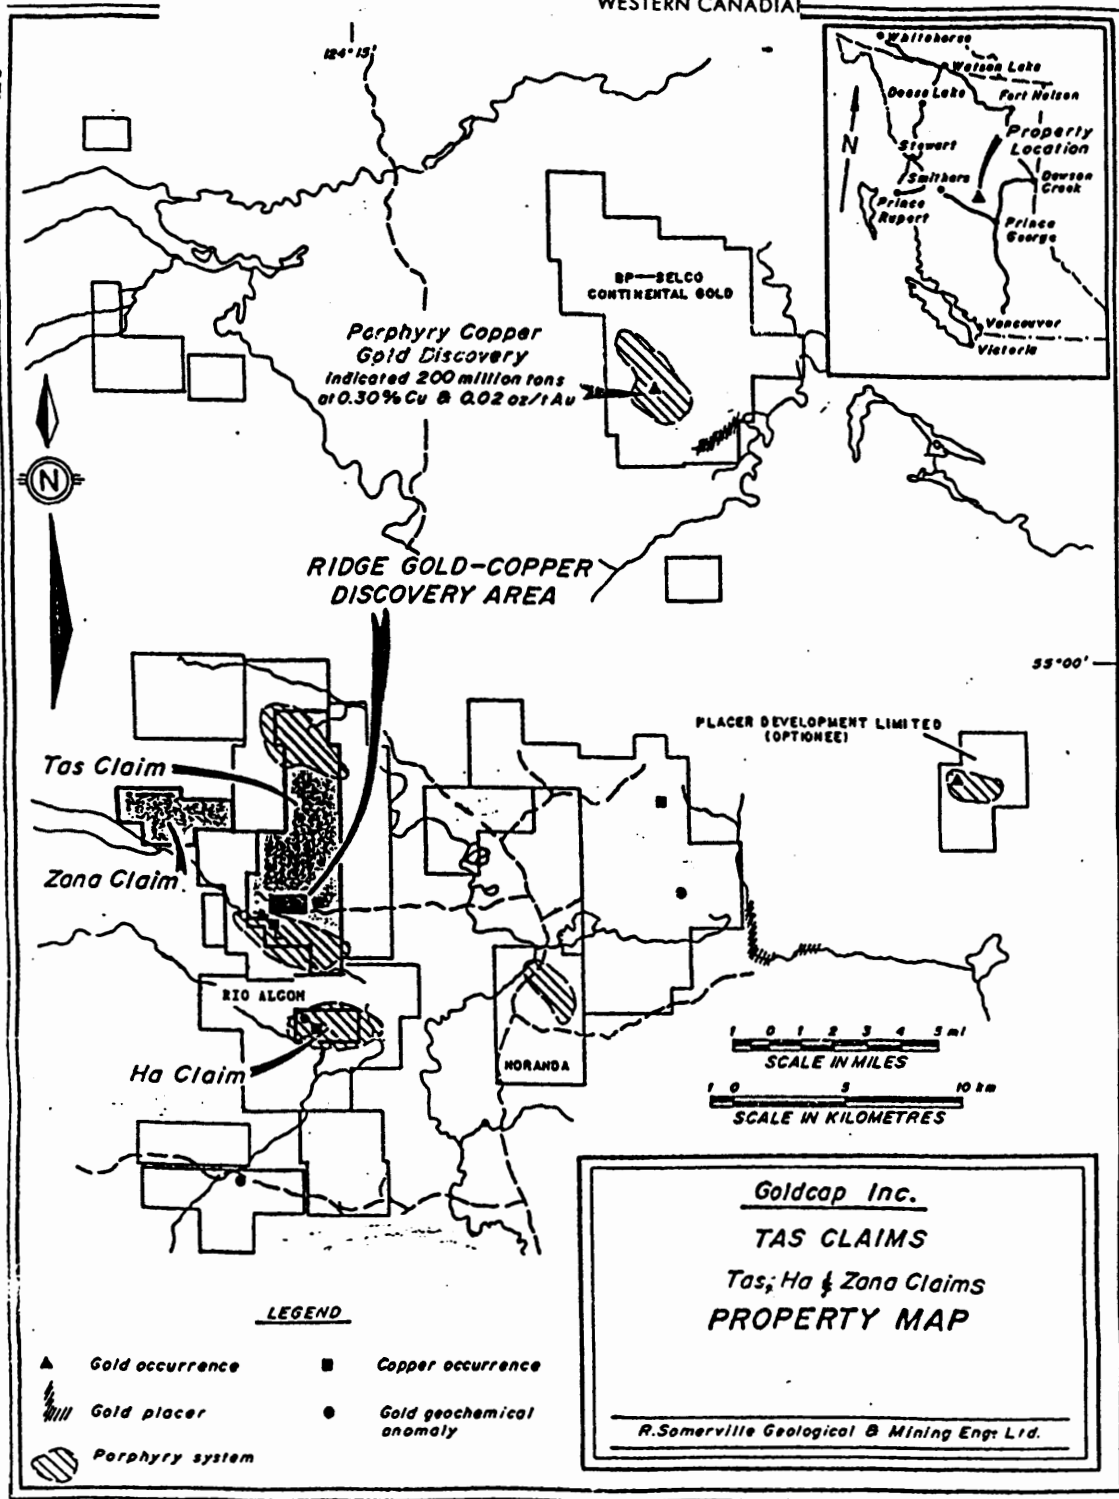 WESTERN CANADIAN
124°15'
Whitehorse
Watson Lake
Dease Lake
Fort Nelson
Property
Location
N
Stewart
Smithers
Dawson
Creek
Prince
Rupert
Prince
George
Vancouver
Victoria
BP—SELCO
CONTINENTAL GOLD
Porphyry Copper
Gold Discovery
indicated 200 million tons
at 0.30% Cu & 0.02 oz/t Au
N
RIDGE GOLD-COPPER
DISCOVERY AREA
55°00'
PLACER DEVELOPMENT LIMITED
(OPTIONEE)
Tas Claim
Zana Claim
RIO ALGOM
Ha Claim
NORANDA
1 0 1 2 3 4 5 mi
SCALE IN MILES
1 0 5 10 km
SCALE IN KILOMETRES
Goldcap Inc.
TAS CLAIMS
Tas, Ha & Zana Claims
PROPERTY MAP
R.Somerville Geological & Mining Eng. Ltd.
LEGEND
Gold occurrence
Copper occurrence
Gold placer
Gold geochemical
anomaly
Porphyry system